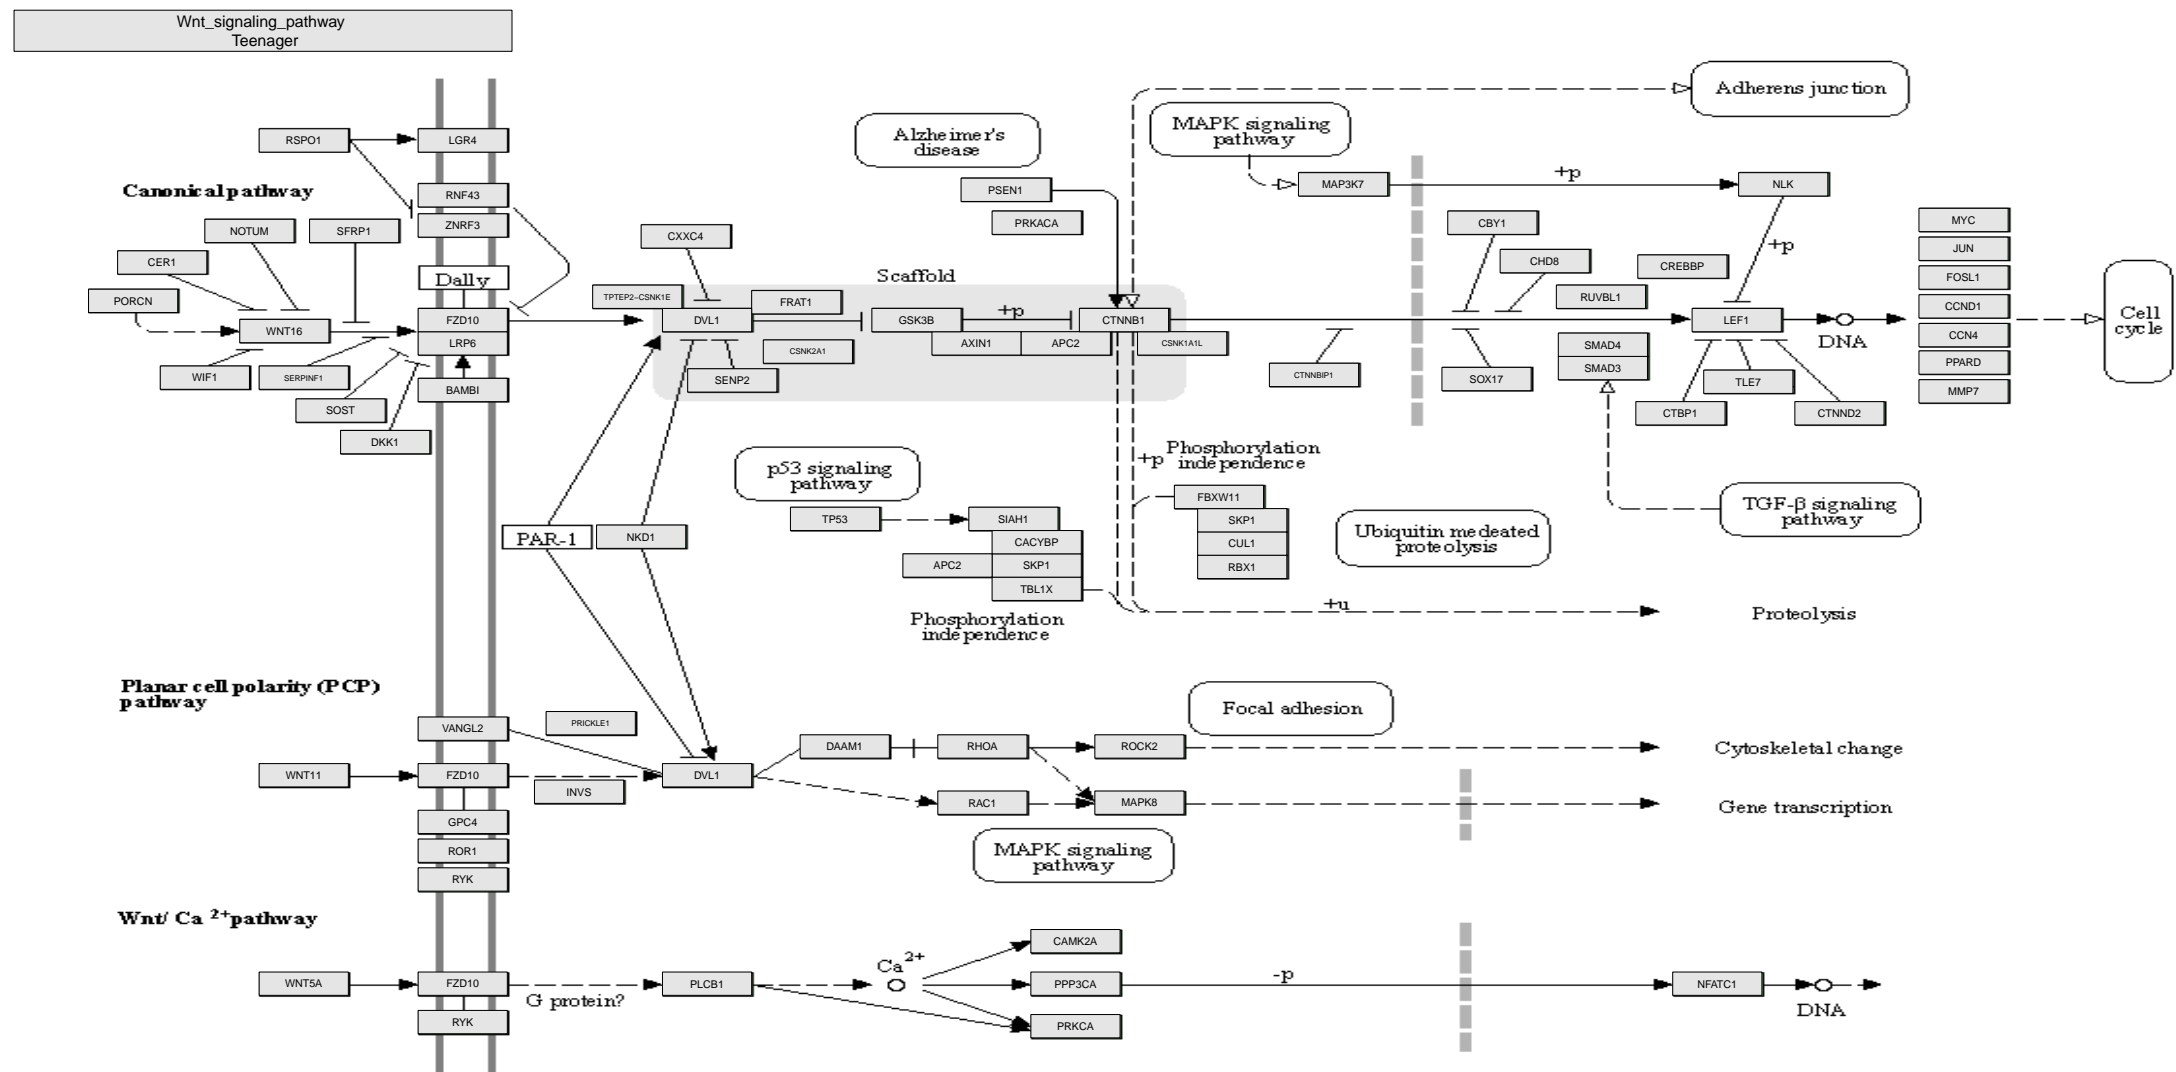 Wnt_signaling_pathway
Teenager
Adherens junction
Alzheimer's
disease
MAPK signaling
pathway
RSPO1
LGR4
+p
Canonical pathway
RNF43
PSEN1
MAP3K7
NLK
ZNRF3
PRKACA
NOTUM
SFRP1
CXXC4
CBY1
MYC
+p
JUN
CER1
CHD8
CREBBP
Dally
Scaffold
FOSL1
PORCN
TPTEP2-CSNK1E
FRAT1
RUVBL1
CCND1
Cell
cycle
WNT16
FZD10
DVL1
GSK3B
+p
CTNNB1
LEF1
DNA
LRP6
CSNK2A1
AXIN1
APC2
CSNK1A1L
SMAD4
CCN4
WIF1
SERPINF1
SENP2
CTNNBIP1
SOX17
SMAD3
TLE7
PPARD
BAMBI
MMP7
SOST
CTBP1
CTNND2
DKK1
p53 signaling
pathway
+p
Phosphorylation
independence
FBXW11
TGF-β signaling
pathway
TP53
SIAH1
SKP1
PAR-1
NKD1
CACYBP
CUL1
Ubiquitin medeated
proteolysis
APC2
SKP1
RBX1
TBL1X
+u
Proteolysis
Phosphorylation
independence
Planar cell polarity (PCP)
pathway
Focal adhesion
VANGL2
PRICKLE1
DAAM1
RHOA
ROCK2
Cytoskeletal change
WNT11
FZD10
INVS
DVL1
RAC1
MAPK8
Gene transcription
GPC4
ROR1
MAPK signaling
pathway
RYK
Wnt/ Ca 2+pathway
CAMK2A
Ca2+
WNT5A
FZD10
G protein?
PLCB1
PPP3CA
-p
NFATC1
DNA
RYK
PRKCA